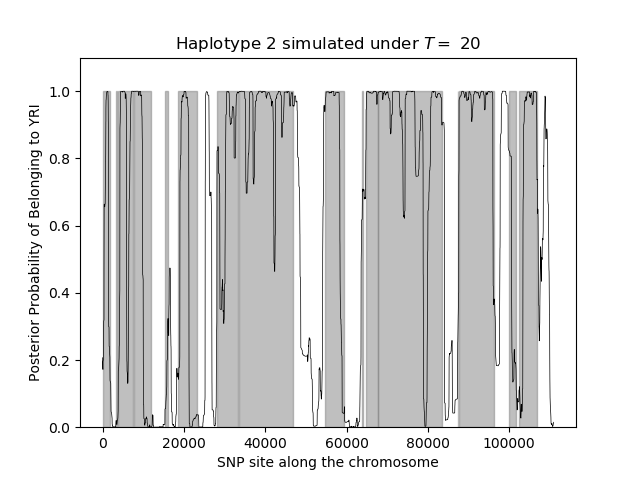 Haplotype 2 simulated under T = 20
Posterior Probability of Belonging to YRI
1.0
0.8
0.6
0.4
0.2
0.0
0 20000 40000 60000 80000 100000
SNP site along the chromosome